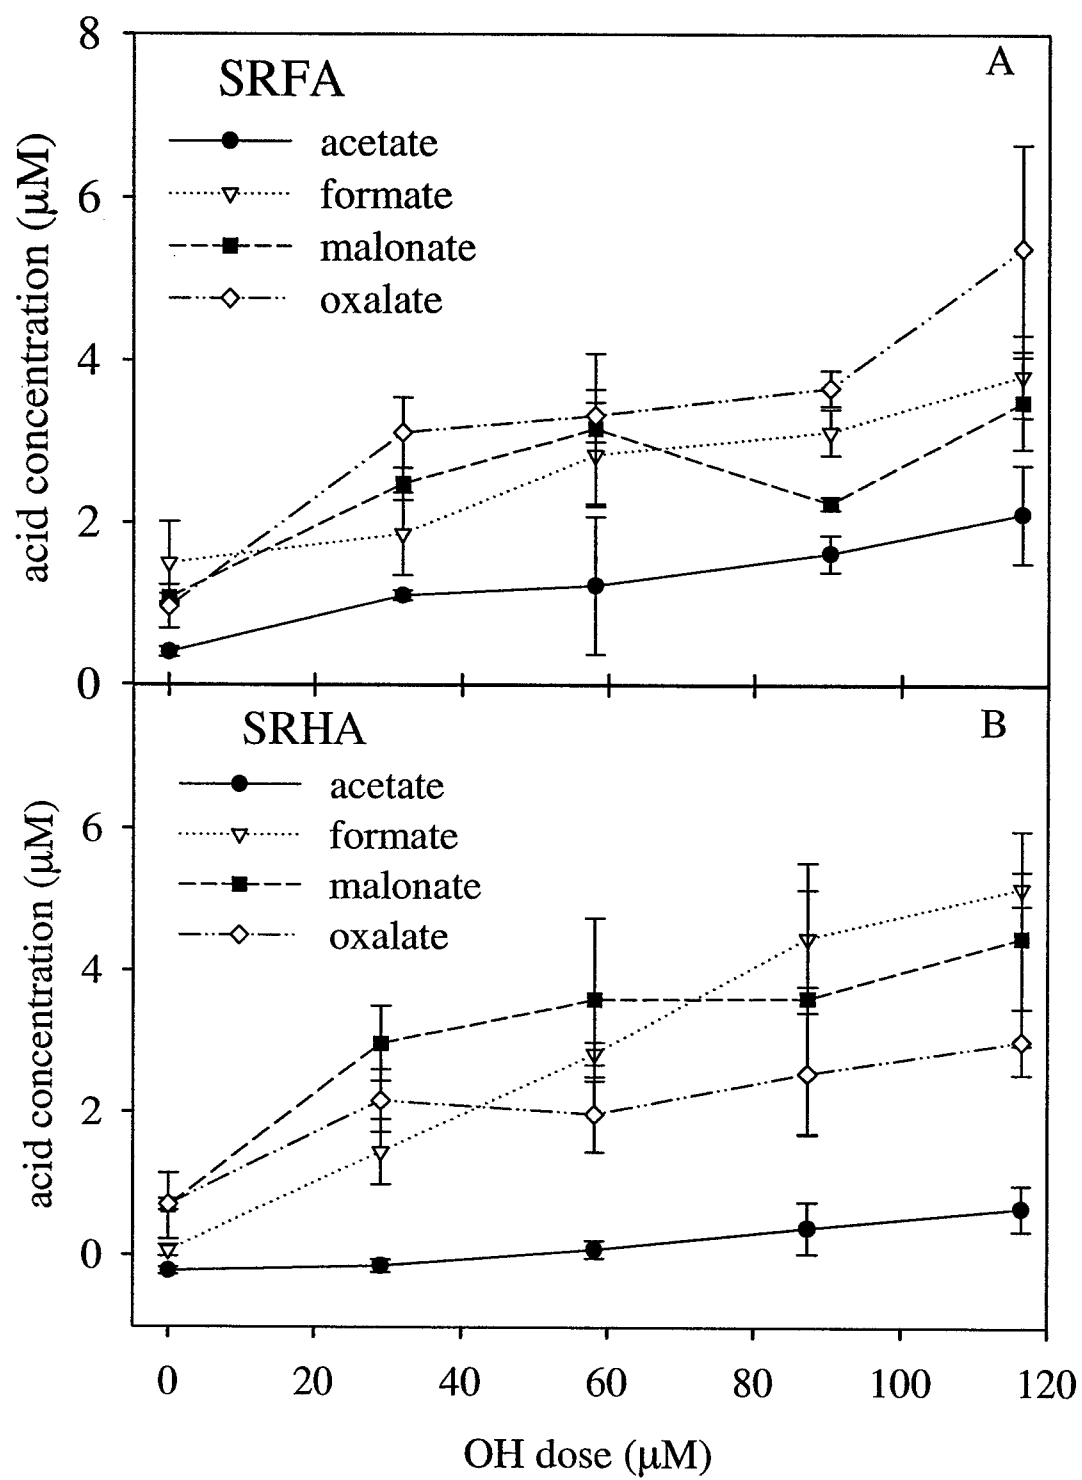 8
A
SRFA
acetate
formate
malonate
oxalate
6
4
2
0
acid concentration (μM)
B
SRHA
acetate
formate
malonate
oxalate
6
4
2
0
acid concentration (μM)
0 20 40 60 80 100 120
OH dose (μM)